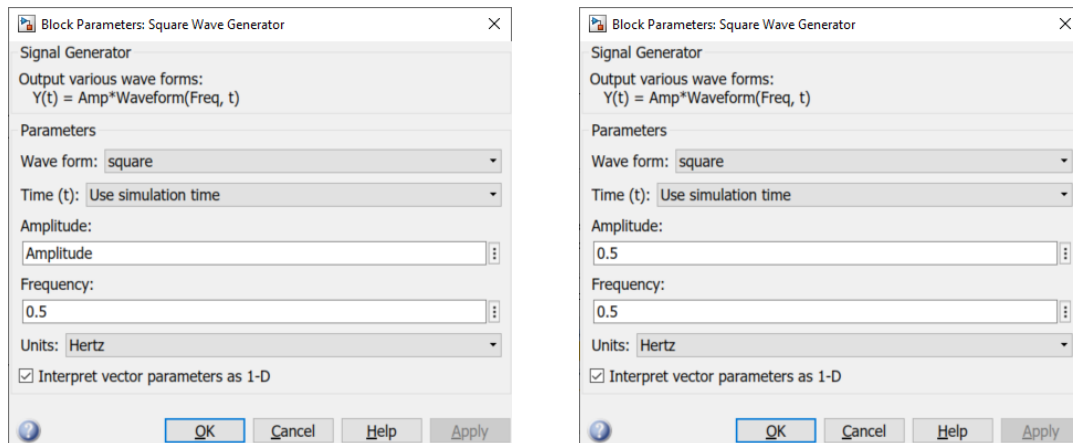 Block Parameters: Square Wave Generator
Signal Generator
Output various wave forms:
Y(t) = Amp*Waveform(Freq, t)
Parameters
Wave form: square
Time (t): Use simulation time
Amplitude:
Amplitude
Frequency:
0.5
Units: Hertz
Interpret vector parameters as 1-D
OK Cancel Help Apply
Block Parameters: Square Wave Generator
Signal Generator
Output various wave forms:
Y(t) = Amp*Waveform(Freq, t)
Parameters
Wave form: square
Time (t): Use simulation time
Amplitude:
0.5
Frequency:
0.5
Units: Hertz
Interpret vector parameters as 1-D
OK Cancel Help Apply